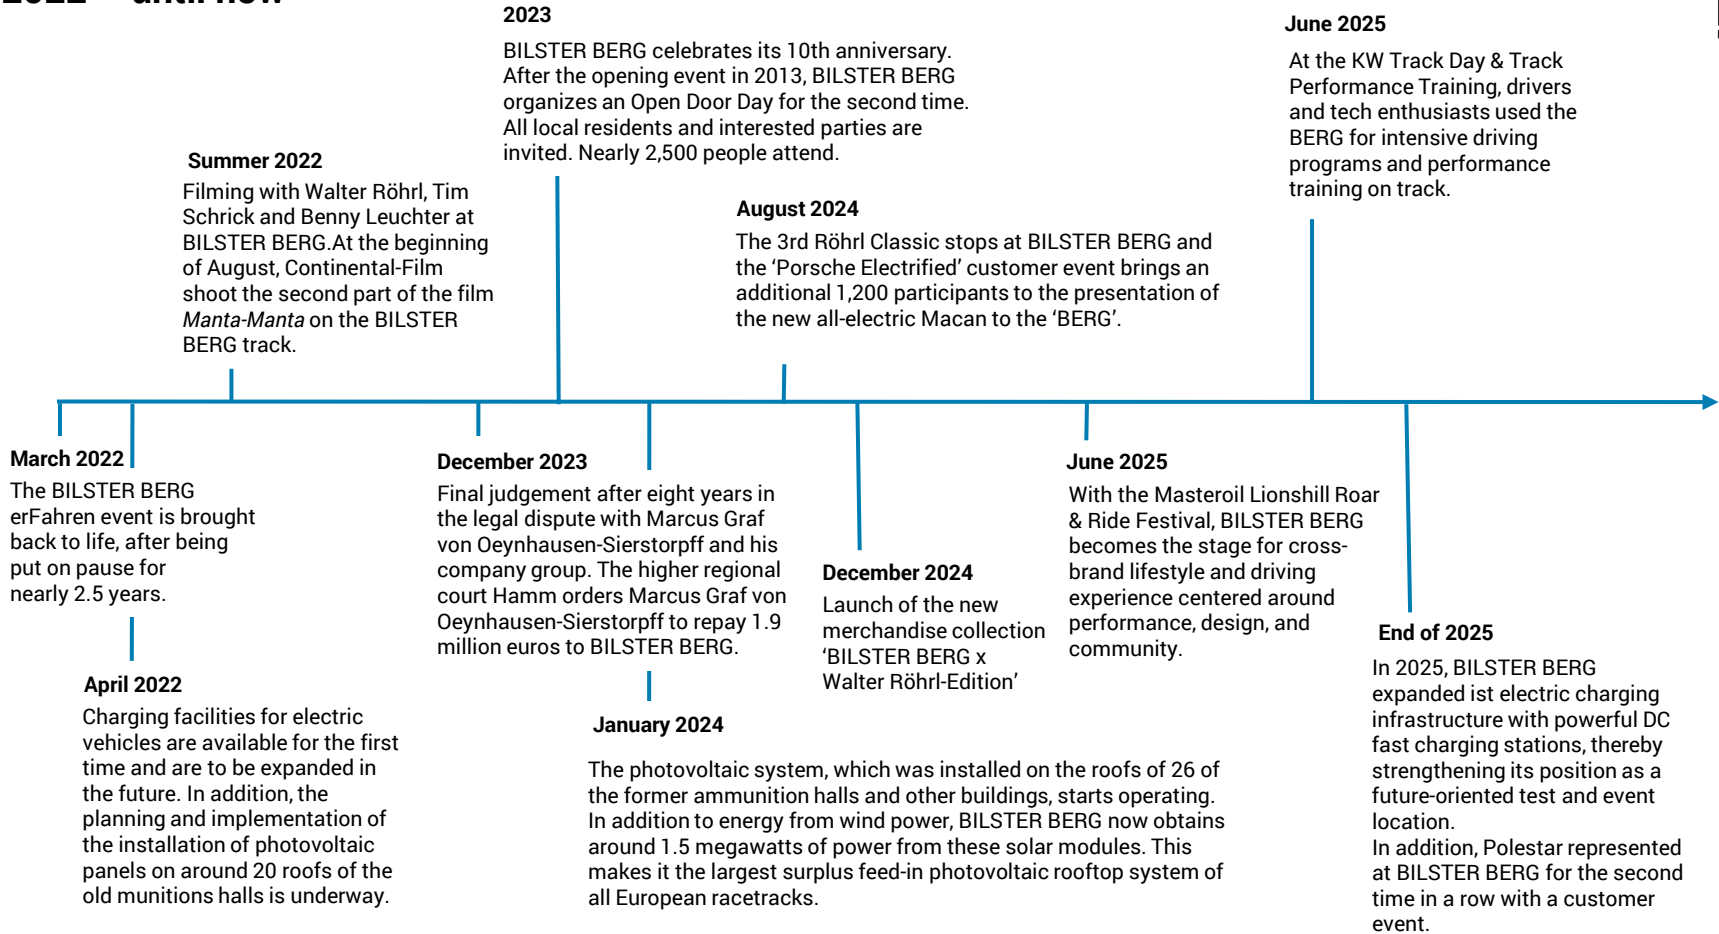 2023
BILSTER BERG celebrates its 10th anniversary.
After the opening event in 2013, BILSTER BERG
organizes an Open Door Day for the second time.
All local residents and interested parties are
invited. Nearly 2,500 people attend.
June 2025
At the KW Track Day & Track
Performance Training, drivers
and tech enthusiasts used the
BERG for intensive driving
programs and performance
training on track.
Summer 2022
Filming with Walter Röhrl, Tim
Schrick and Benny Leuchter at
BILSTER BERG.At the beginning
of August, Continental-Film
shoot the second part of the film
Manta-Manta on the BILSTER
BERG track.
August 2024
The 3rd Röhrl Classic stops at BILSTER BERG and
the ‘Porsche Electrified’ customer event brings an
additional 1,200 participants to the presentation of
the new all-electric Macan to the ‘BERG’.
March 2022
The BILSTER BERG
erFahren event is brought
back to life, after being
put on pause for
nearly 2.5 years.
April 2022
Charging facilities for electric
vehicles are available for the first
time and are to be expanded in
the future. In addition, the
planning and implementation of
the installation of photovoltaic
panels on around 20 roofs of the
old munitions halls is underway.
December 2023
Final judgement after eight years in
the legal dispute with Marcus Graf
von Oeynhausen-Sierstorpff and his
company group. The higher regional
court Hamm orders Marcus Graf von
Oeynhausen-Sierstorpff to repay 1.9
million euros to BILSTER BERG.
January 2024
The photovoltaic system, which was installed on the roofs of 26 of
the former ammunition halls and other buildings, starts operating.
In addition to energy from wind power, BILSTER BERG now obtains
around 1.5 megawatts of power from these solar modules. This
makes it the largest surplus feed-in photovoltaic rooftop system of
all European racetracks.
December 2024
Launch of the new
merchandise collection
‘BILSTER BERG x
Walter Röhrl-Edition’
June 2025
With the Masteroil Lionshill Roar
& Ride Festival, BILSTER BERG
becomes the stage for cross-
brand lifestyle and driving
experience centered around
performance, design, and
community.
End of 2025
In 2025, BILSTER BERG
expanded ist electric charging
infrastructure with powerful DC
fast charging stations, thereby
strengthening its position as a
future-oriented test and event
location.
In addition, Polestar represented
at BILSTER BERG for the second
time in a row with a customer
event.